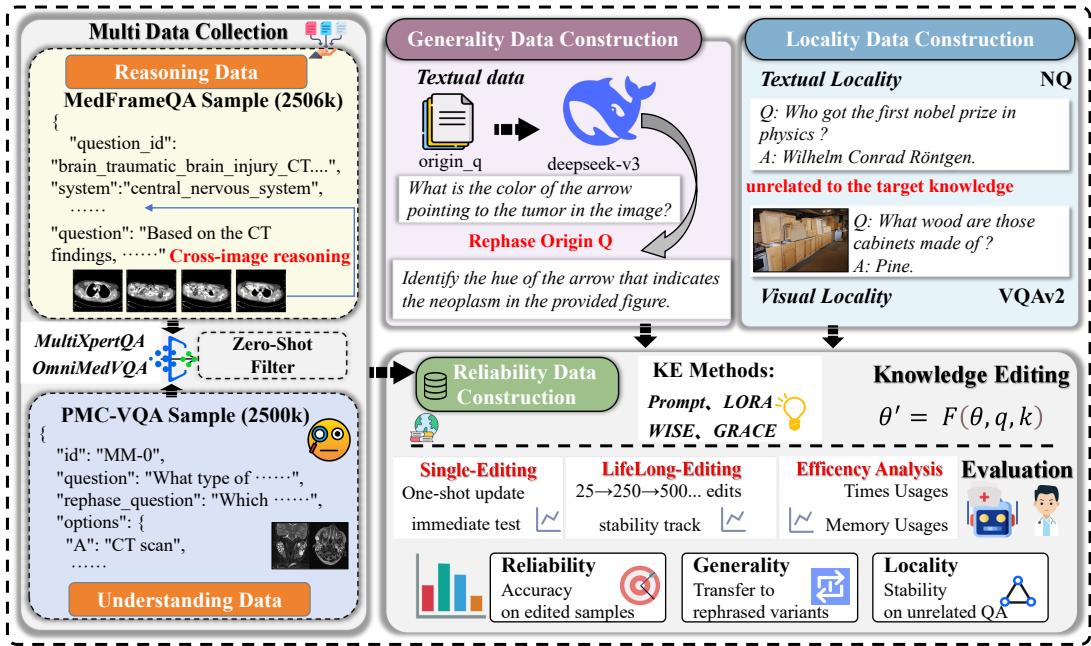 Multi Data Collection
Reasoning Data
MedFrameQA Sample (2506k)
{
"question_id":
"brain_traumatic_brain_injury_CT....",
"system":"central_nervous_system",
······
"question": "Based on the CT
findings, ······" Cross-image reasoning
MultiXpertQA
OmniMedVQA
Zero-Shot
Filter
PMC-VQA Sample (2500k)
{
"id": "MM-0",
"question": "What type of ······",
"rephase_question": "Which ······",
"options": {
"A": "CT scan",
······
Understanding Data
Generality Data Construction
Textual data
origin_q
deepseek-v3
What is the color of the arrow
pointing to the tumor in the image?
Rephase Origin Q
Identify the hue of the arrow that indicates
the neoplasm in the provided figure.
Locality Data Construction
Textual Locality NQ
Q: Who got the first nobel prize in
physics ?
A: Wilhelm Conrad Röntgen.
unrelated to the target knowledge
Q: What wood are those
cabinets made of ?
A: Pine.
Visual Locality VQAv2
Reliability Data
Construction
KE Methods:
Prompt、LORA
WISE、GRACE
Knowledge Editing
θ′ = F(θ, q, k)
Single-Editing
One-shot update
immediate test
LifeLong-Editing
25→250→500... edits
stability track
Efficency Analysis
Times Usages
Memory Usages
Evaluation
Reliability
Accuracy
on edited samples
Generality
Transfer to
rephrased variants
Locality
Stability
on unrelated QA